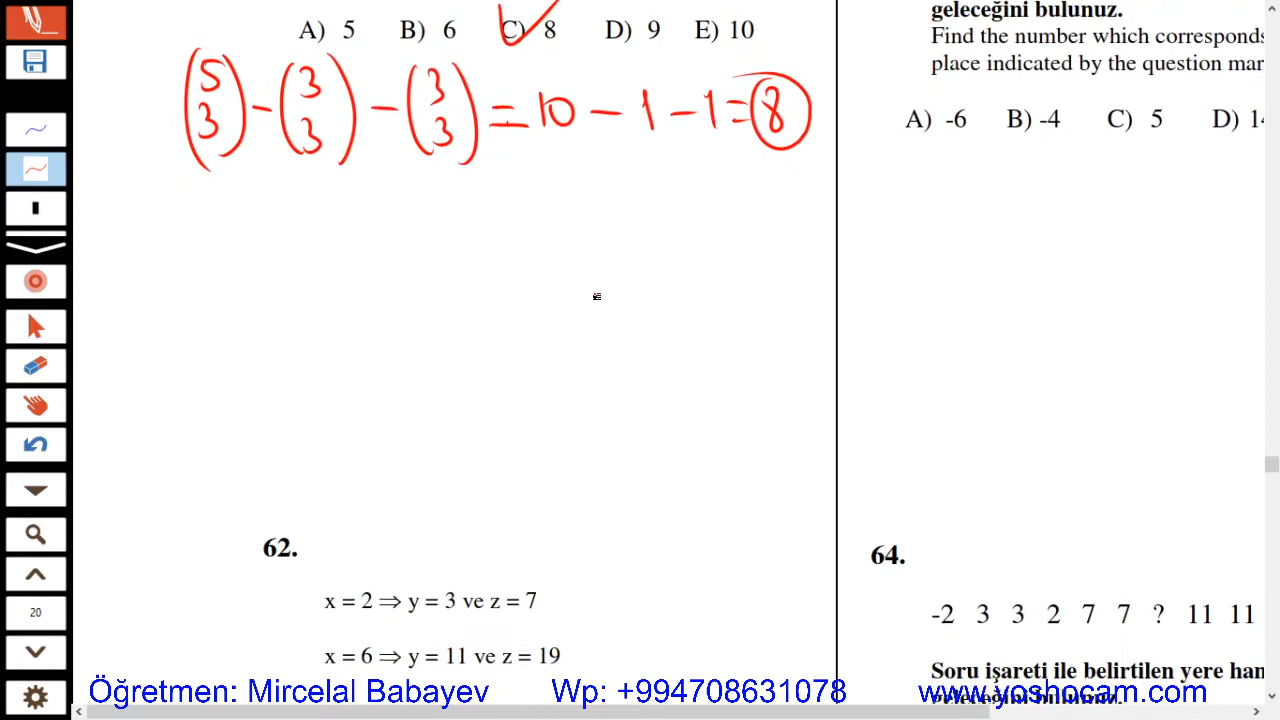 A) 5 B) 6 C) 8 D) 9 E) 10
(5 3) - (3 3) - (3 3) = 10 - 1 - 1 = 8
62.
x = 2 ⇒ y = 3 ve z = 7
x = 6 ⇒ y = 11 ve z = 19
geleceğini bulunuz.
Find the number which corresponds
place indicated by the question mar
A) -6 B) -4 C) 5 D) 14
64.
-2 3 3 2 7 7 ? 11 11
Soru işareti ile belirtilen yere han
geleceğini bulunuz.
20
Öğretmen: Mircelal Babayev Wp: +994708631078 www.yoshocam.com